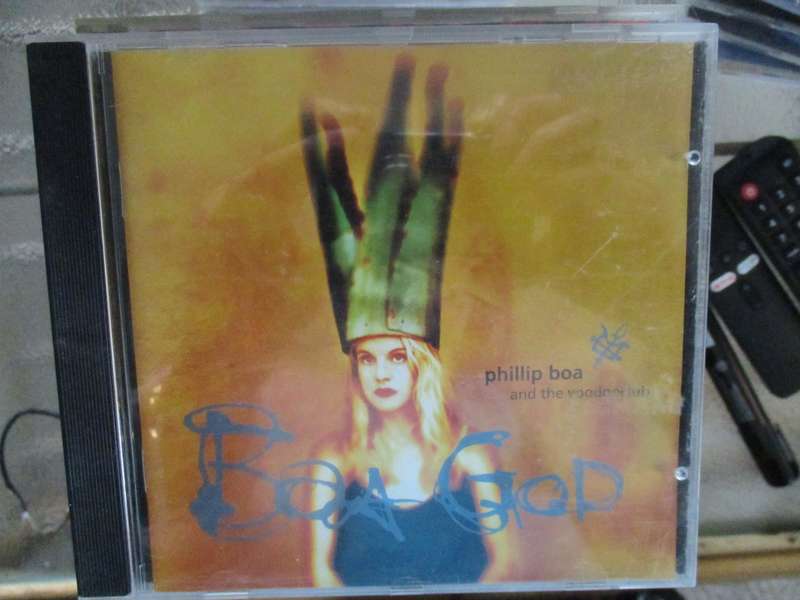 phillip boa
and the voodooclub
Boa God